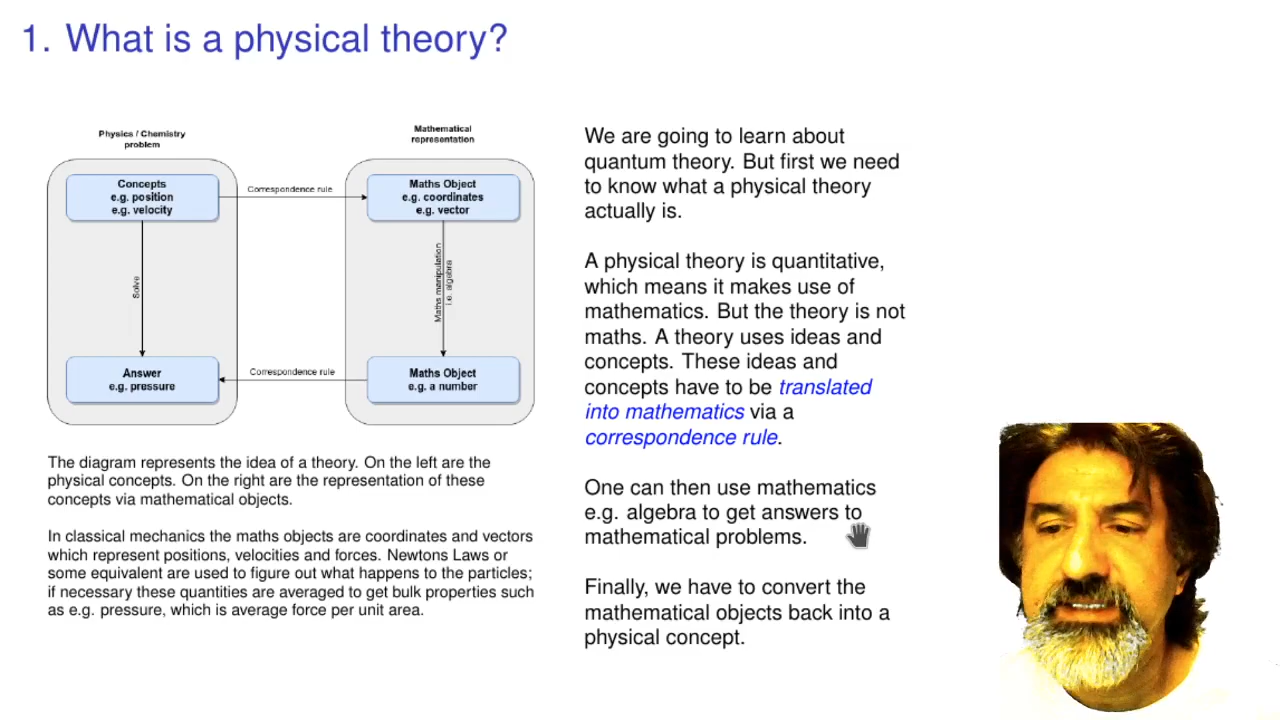 1. What is a physical theory?
Physics / Chemistry
problem
Mathematical
representation
Concepts
e.g. position
e.g. velocity
Correspondence rule
Maths Object
e.g. coordinates
e.g. vector
Solve
Maths manipulation
i.e. algebra
Answer
e.g. pressure
Correspondence rule
Maths Object
e.g. a number
The diagram represents the idea of a theory. On the left are the
physical concepts. On the right are the representation of these
concepts via mathematical objects.
In classical mechanics the maths objects are coordinates and vectors
which represent positions, velocities and forces. Newtons Laws or
some equivalent are used to figure out what happens to the particles;
if necessary these quantities are averaged to get bulk properties such
as e.g. pressure, which is average force per unit area.
We are going to learn about
quantum theory. But first we need
to know what a physical theory
actually is.
A physical theory is quantitative,
which means it makes use of
mathematics. But the theory is not
maths. A theory uses ideas and
concepts. These ideas and
concepts have to be translated
into mathematics via a
correspondence rule.
One can then use mathematics
e.g. algebra to get answers to
mathematical problems.
Finally, we have to convert the
mathematical objects back into a
physical concept.